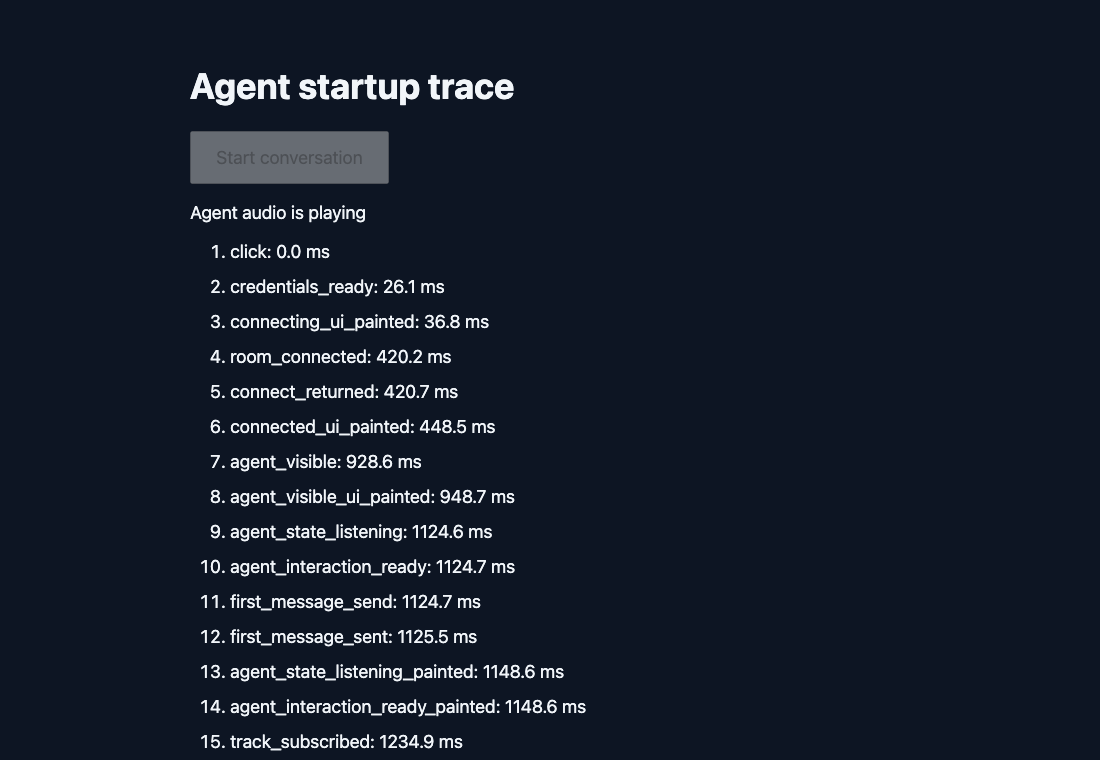 Agent startup trace
Start conversation
Agent audio is playing
1. click: 0.0 ms
2. credentials_ready: 26.1 ms
3. connecting_ui_painted: 36.8 ms
4. room_connected: 420.2 ms
5. connect_returned: 420.7 ms
6. connected_ui_painted: 448.5 ms
7. agent_visible: 928.6 ms
8. agent_visible_ui_painted: 948.7 ms
9. agent_state_listening: 1124.6 ms
10. agent_interaction_ready: 1124.7 ms
11. first_message_send: 1124.7 ms
12. first_message_sent: 1125.5 ms
13. agent_state_listening_painted: 1148.6 ms
14. agent_interaction_ready_painted: 1148.6 ms
15. track_subscribed: 1234.9 ms